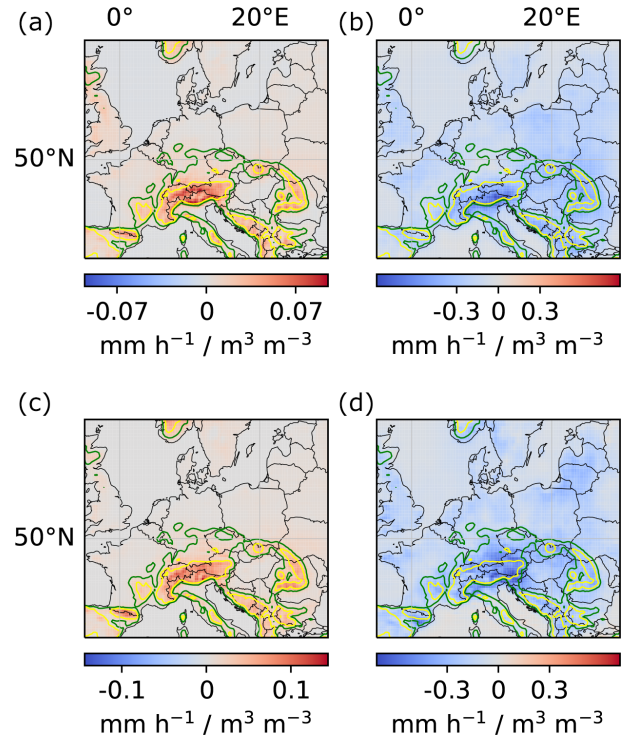 (a) 0° 20°E (b) 0° 20°E
50°N
-0.07 0 0.07 -0.3 0 0.3
mm h⁻¹ / m³ m⁻³ mm h⁻¹ / m³ m⁻³
(c) (d)
50°N
-0.1 0 0.1 -0.3 0 0.3
mm h⁻¹ / m³ m⁻³ mm h⁻¹ / m³ m⁻³